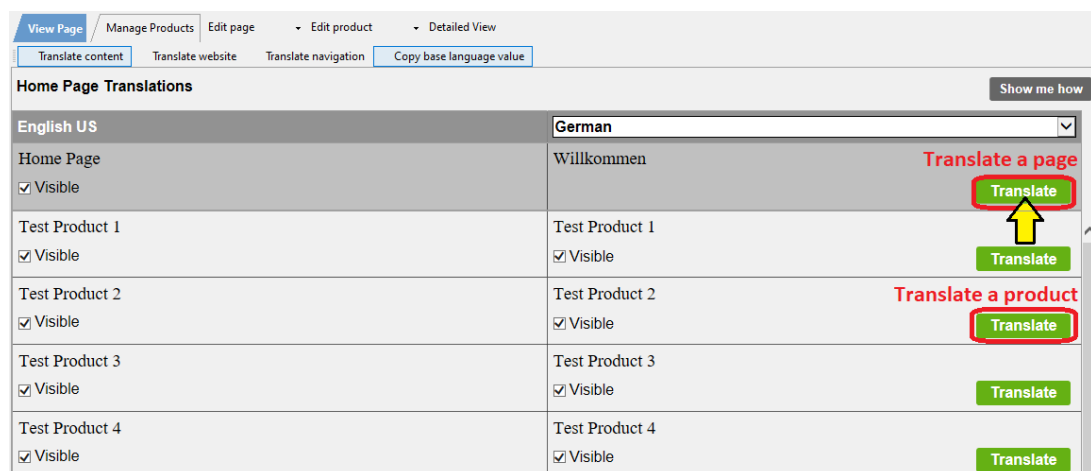 View Page Manage Products Edit page Edit product Detailed View
Translate content Translate website Translate navigation Copy base language value
Home Page Translations Show me how
English US German
Home Page Willkommen Translate a page
Visible Translate
Test Product 1 Test Product 1
Visible Visible Translate
Test Product 2 Test Product 2 Translate a product
Visible Visible Translate
Test Product 3 Test Product 3
Visible Visible Translate
Test Product 4 Test Product 4
Visible Visible Translate